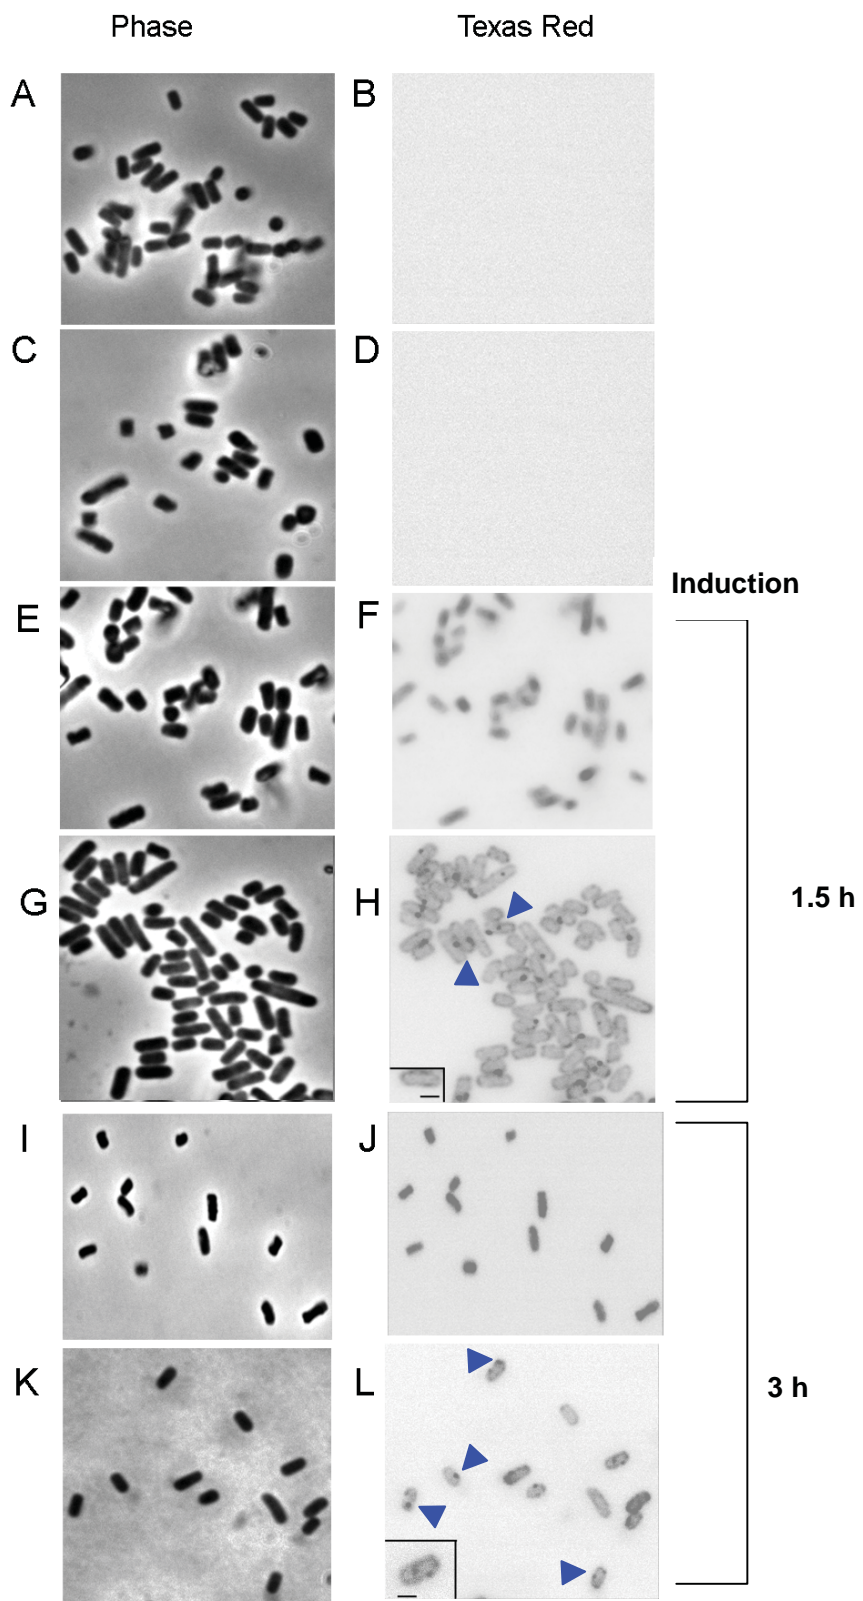 Phase Texas Red
A B
C D
Induction
E F
G H
1.5 h
I J
K L
3 h